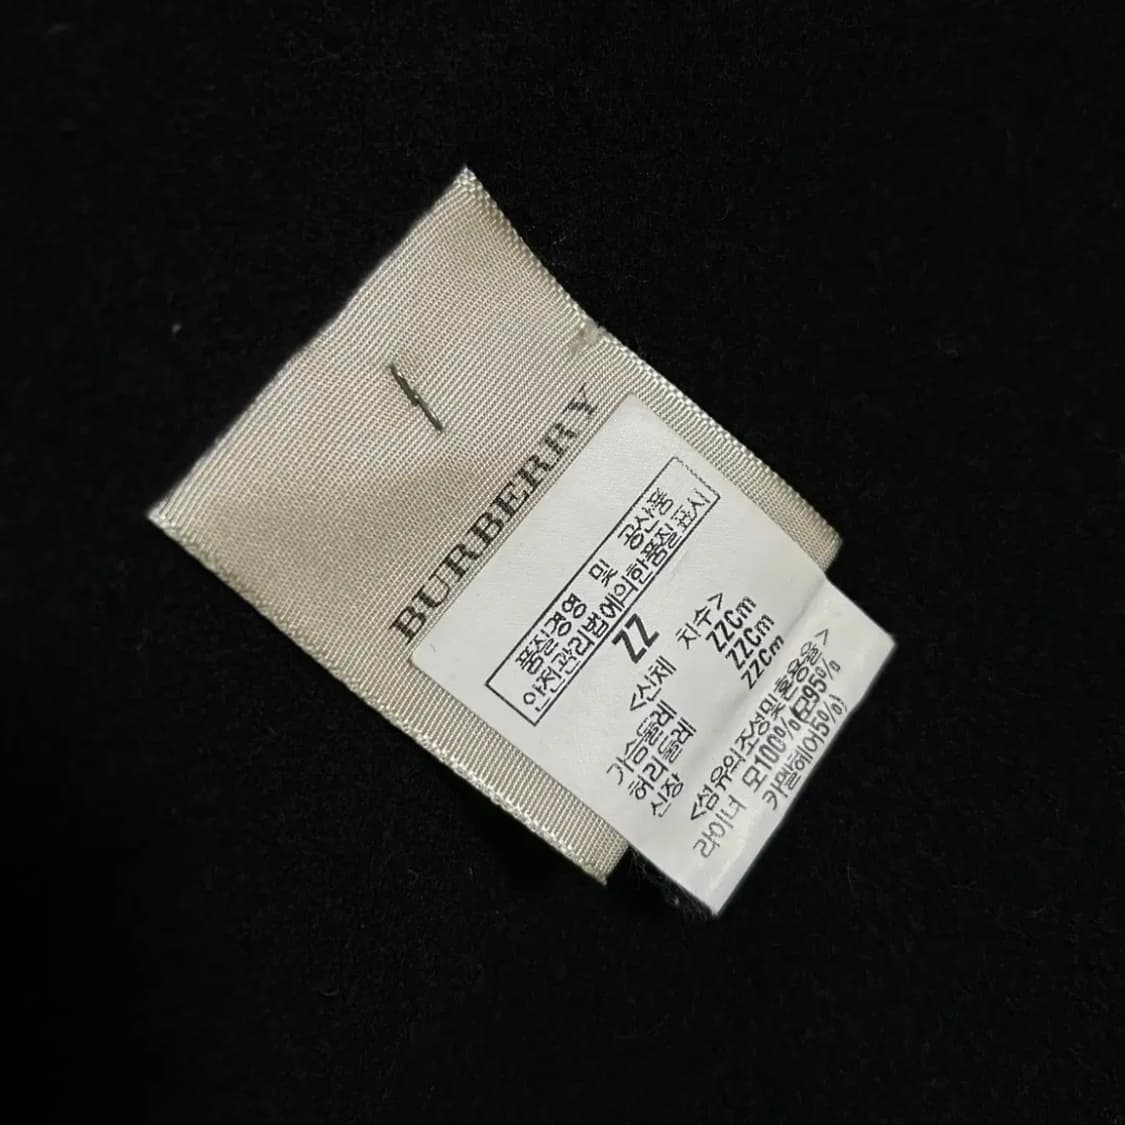 BURBERRY
품질경영 및 공산품
안전관리법에의한품질표시
ZZ
<신체 치수>
가슴둘레 ZZCm
허리둘레 ZZCm
신장 ZZCm
<섬유의조성및혼용율>
라이너 모100%(모95%
카멜헤어5%)